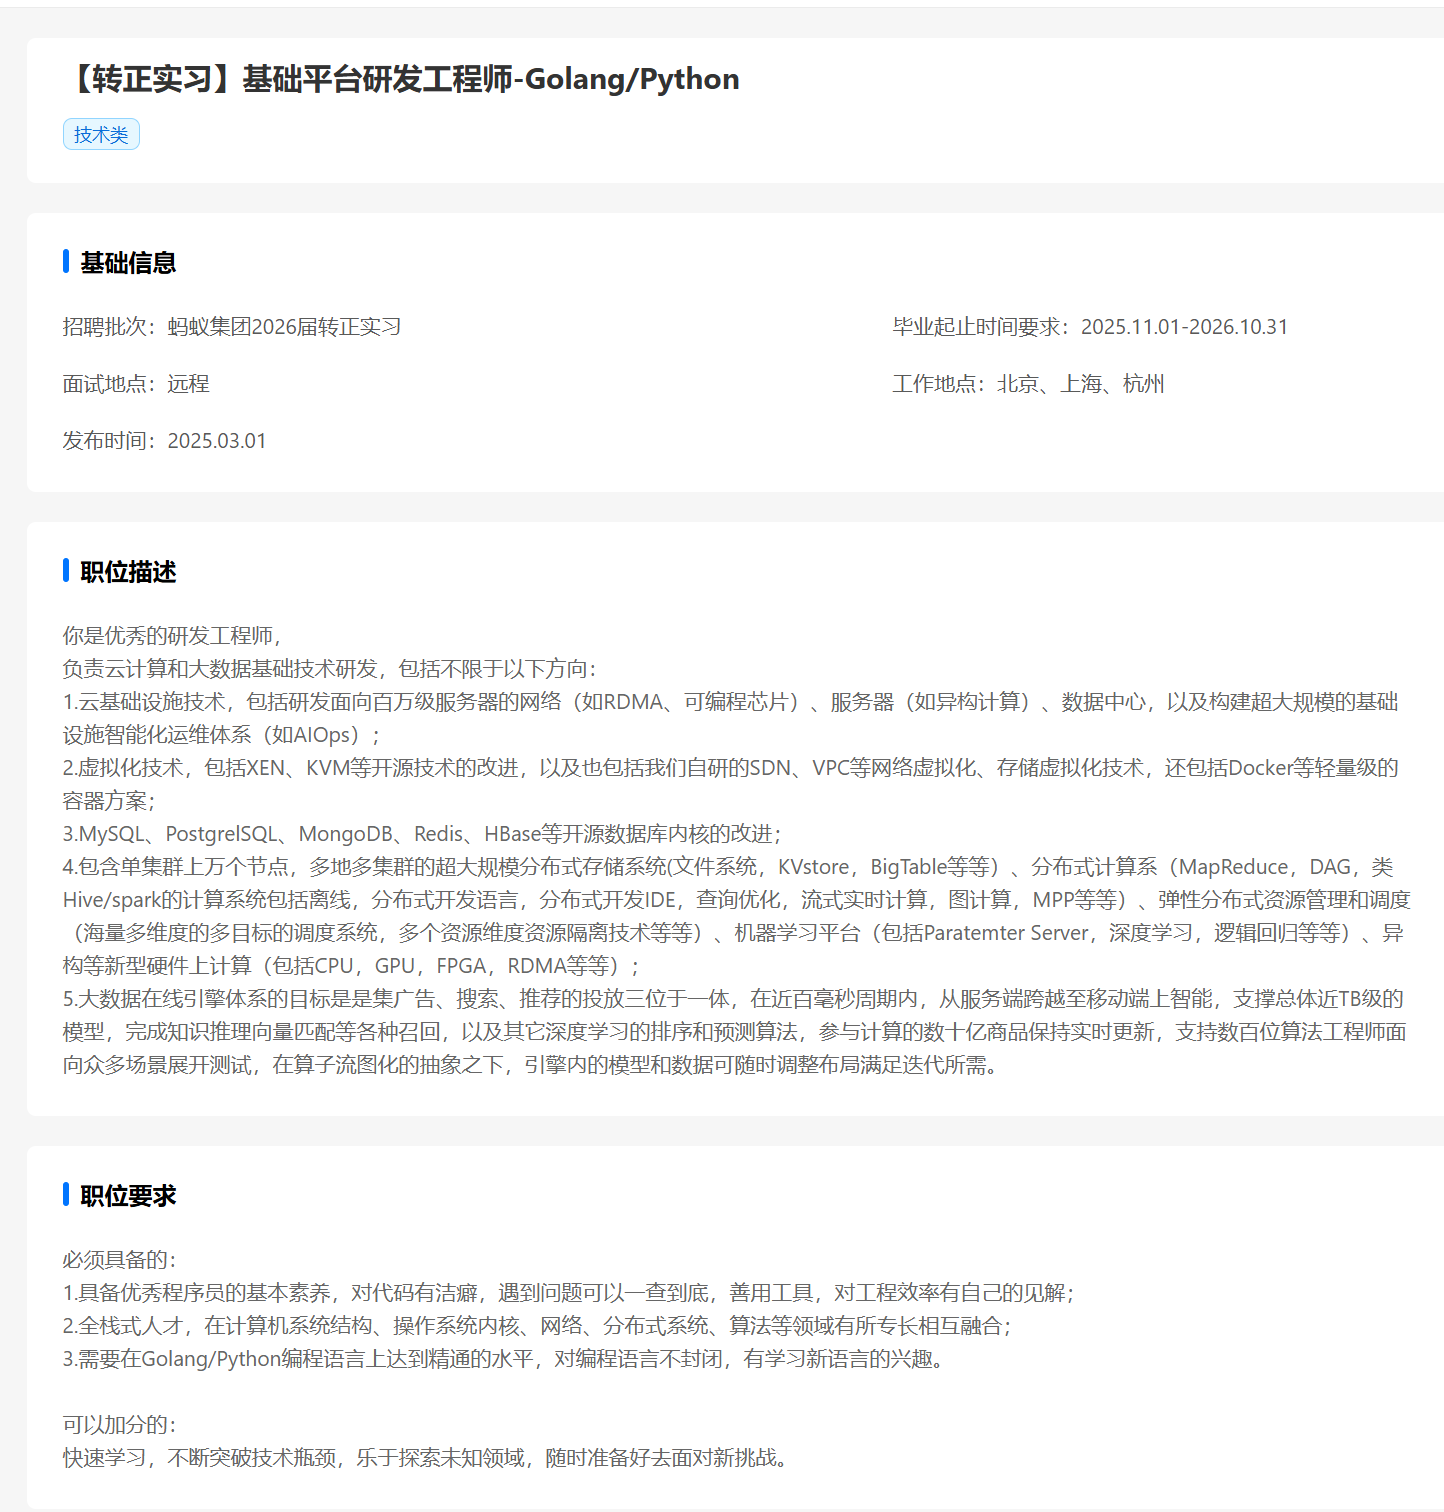 【转正实习】基础平台研发工程师-Golang/Python
技术类
基础信息
招聘批次：蚂蚁集团2026届转正实习
毕业起止时间要求：2025.11.01-2026.10.31
面试地点：远程
工作地点：北京、上海、杭州
发布时间：2025.03.01
职位描述
你是优秀的研发工程师，
负责云计算和大数据基础技术研发，包括不限于以下方向：
1.云基础设施技术，包括研发面向百万级服务器的网络（如RDMA、可编程芯片）、服务器（如异构计算）、数据中心，以及构建超大规模的基础
设施智能化运维体系（如AIOps）；
2.虚拟化技术，包括XEN、KVM等开源技术的改进，以及也包括我们自研的SDN、VPC等网络虚拟化、存储虚拟化技术，还包括Docker等轻量级的
容器方案；
3.MySQL、PostgrelSQL、MongoDB、Redis、HBase等开源数据库内核的改进；
4.包含单集群上万个节点，多地多集群的超大规模分布式存储系统(文件系统，KVstore，BigTable等等）、分布式计算系（MapReduce，DAG，类
Hive/spark的计算系统包括离线，分布式开发语言，分布式开发IDE，查询优化，流式实时计算，图计算，MPP等等）、弹性分布式资源管理和调度
（海量多维度的多目标的调度系统，多个资源维度资源隔离技术等等）、机器学习平台（包括Paratemter Server，深度学习，逻辑回归等等）、异
构等新型硬件上计算（包括CPU，GPU，FPGA，RDMA等等）；
5.大数据在线引擎体系的目标是是集广告、搜索、推荐的投放三位于一体，在近百毫秒周期内，从服务端跨越至移动端上智能，支撑总体近TB级的
模型，完成知识推理向量匹配等各种召回，以及其它深度学习的排序和预测算法，参与计算的数十亿商品保持实时更新，支持数百位算法工程师面
向众多场景展开测试，在算子流图化的抽象之下，引擎内的模型和数据可随时调整布局满足迭代所需。
职位要求
必须具备的：
1.具备优秀程序员的基本素养，对代码有洁癖，遇到问题可以一查到底，善用工具，对工程效率有自己的见解；
2.全栈式人才，在计算机系统结构、操作系统内核、网络、分布式系统、算法等领域有所专长相互融合；
3.需要在Golang/Python编程语言上达到精通的水平，对编程语言不封闭，有学习新语言的兴趣。
可以加分的：
快速学习，不断突破技术瓶颈，乐于探索未知领域，随时准备好去面对新挑战。